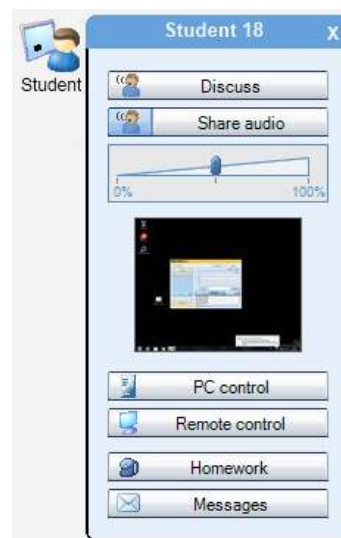 Student 18
x
Student
Discuss
Share audio
0% 100%
PC control
Remote control
Homework
Messages